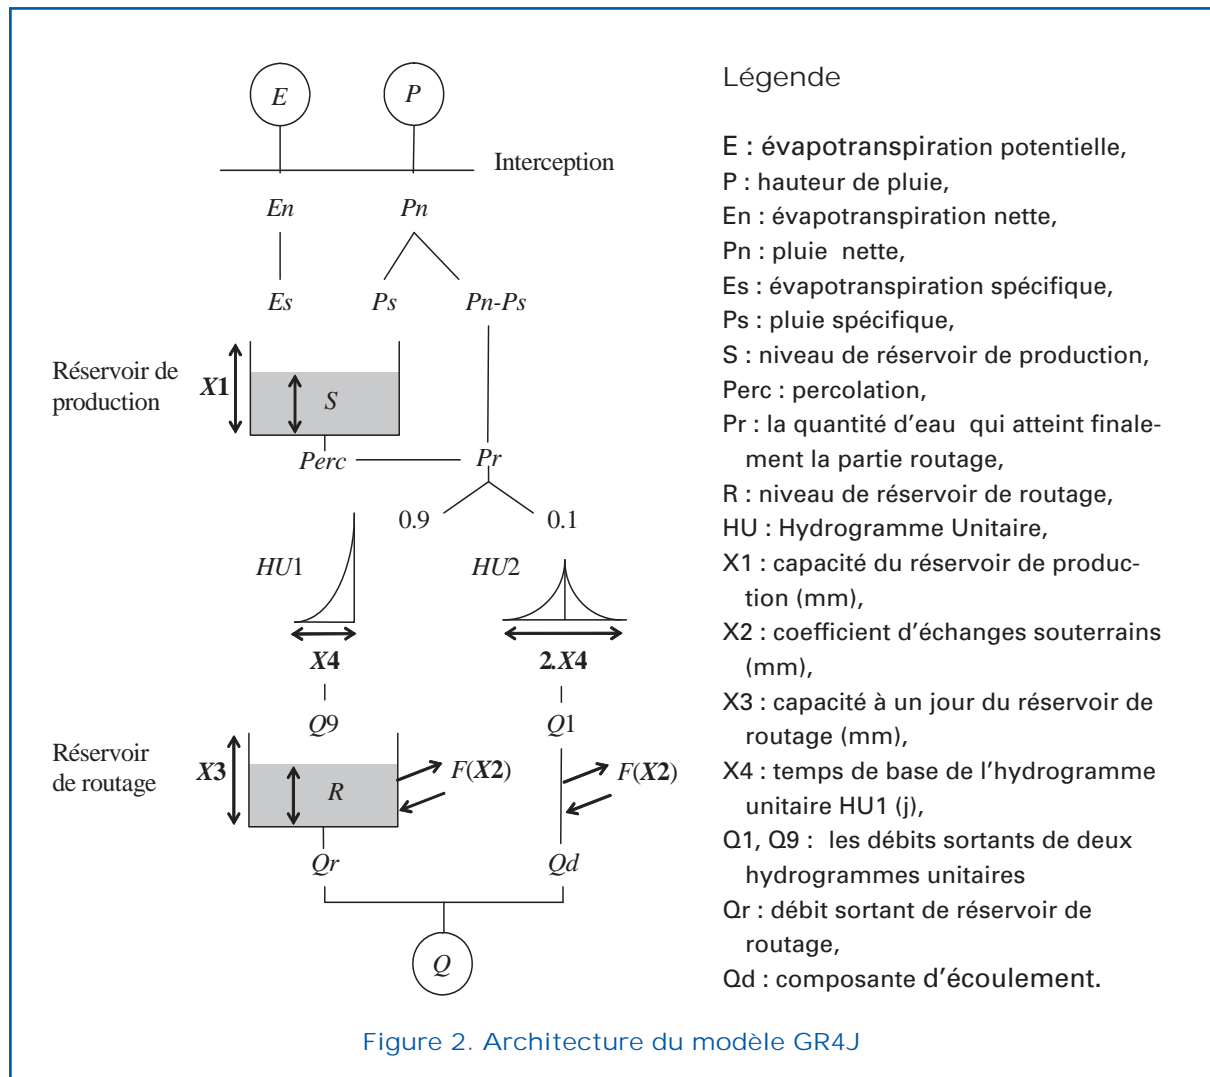 E
P
Interception
En
Pn
Es
Ps
Pn-Ps
Réservoir de
production
X1
S
Perc
Pr
0.9
0.1
HU1
HU2
X4
2.X4
Q9
Q1
Réservoir
de routage
X3
R
F(X2)
F(X2)
Qr
Qd
Q
Légende
E : évapotranspiration potentielle,
P : hauteur de pluie,
En : évapotranspiration nette,
Pn : pluie nette,
Es : évapotranspiration spécifique,
Ps : pluie spécifique,
S : niveau de réservoir de production,
Perc : percolation,
Pr : la quantité d'eau qui atteint finale-
ment la partie routage,
R : niveau de réservoir de routage,
HU : Hydrogramme Unitaire,
X1 : capacité du réservoir de produc-
tion (mm),
X2 : coefficient d'échanges souterrains
(mm),
X3 : capacité à un jour du réservoir de
routage (mm),
X4 : temps de base de l'hydrogramme
unitaire HU1 (j),
Q1, Q9 : les débits sortants de deux
hydrogrammes unitaires
Qr : débit sortant de réservoir de
routage,
Qd : composante d'écoulement.
Figure 2. Architecture du modèle GR4J